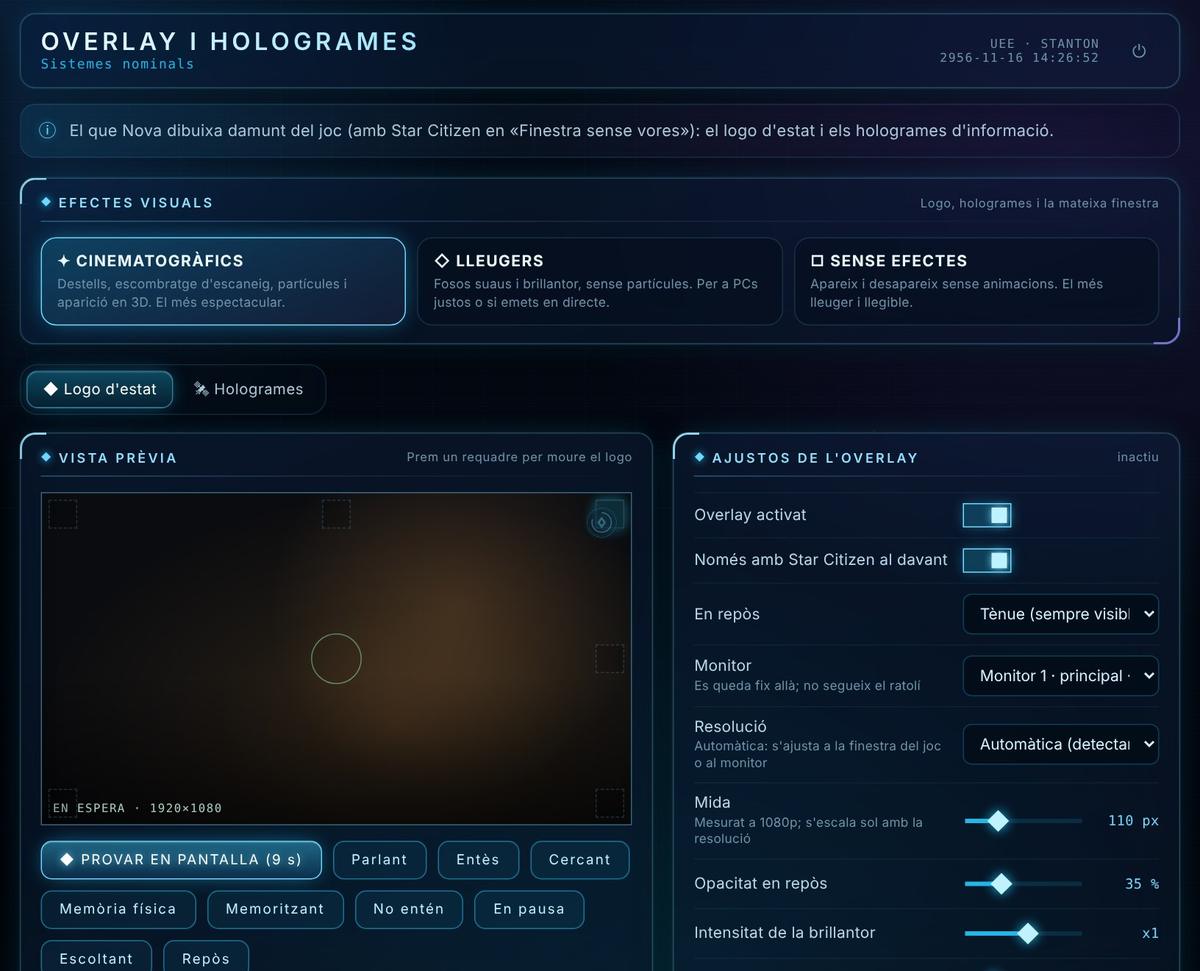 OVERLAY I HOLOGRAMES
Sistemes nominals
UEE · STANTON
2956-11-16 14:26:52
El que Nova dibuixa damunt del joc (amb Star Citizen en «Finestra sense vores»): el logo d'estat i els hologrames d'informació.
EFECTES VISUALS
Logo, hologrames i la mateixa finestra
CINEMATOGRÀFICS
Destells, escombratge d'escaneig, partícules i
aparició en 3D. El més espectacular.
LLEUGERS
Fosos suaus i brillantor, sense partícules. Per a PCs
justos o si emets en directe.
SENSE EFECTES
Apareix i desapareix sense animacions. El més
lleuger i llegible.
Logo d'estat
Hologrames
VISTA PRÈVIA
Prem un requadre per moure el logo
EN ESPERA · 1920×1080
PROVAR EN PANTALLA (9 s)
Parlant
Entès
Cercant
Memòria física
Memoritzant
No entén
En pausa
Escoltant
Repòs
AJUSTOS DE L'OVERLAY
inactiu
Overlay activat
Només amb Star Citizen al davant
En repòs
Tènue (sempre visibl
Monitor
Es queda fix allà; no segueix el ratolí
Monitor 1 · principal ·
Resolució
Automàtica: s'ajusta a la finestra del joc
o al monitor
Automàtica (detectar
Mida
Mesurat a 1080p; s'escala sol amb la
resolució
110 px
Opacitat en repòs
35 %
Intensitat de la brillantor
x1